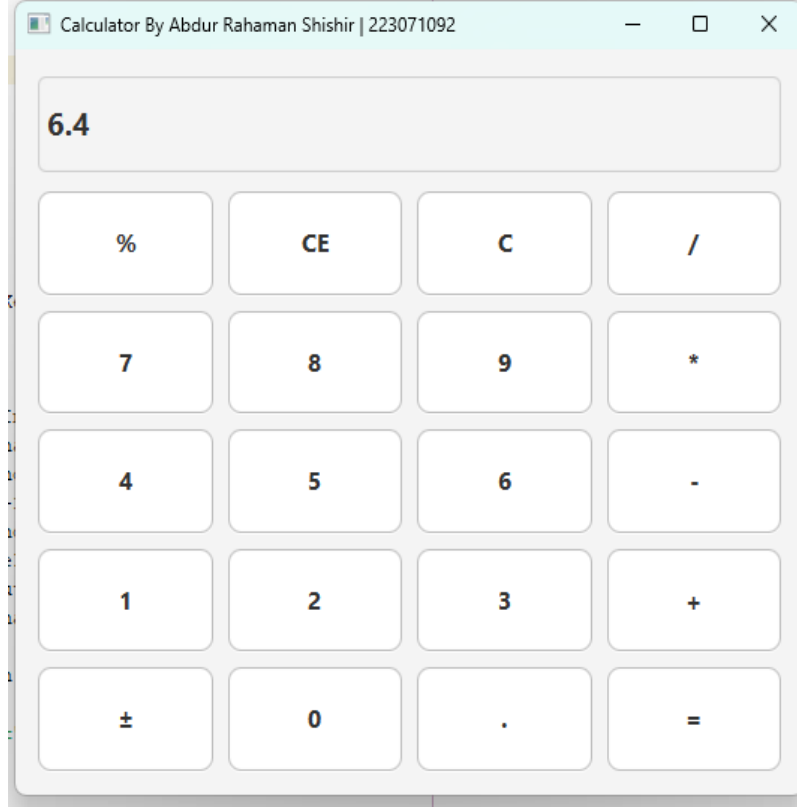 Calculator By Abdur Rahaman Shishir | 223071092
6.4
% CE C /
7 8 9 *
4 5 6 -
1 2 3 +
± 0 . =